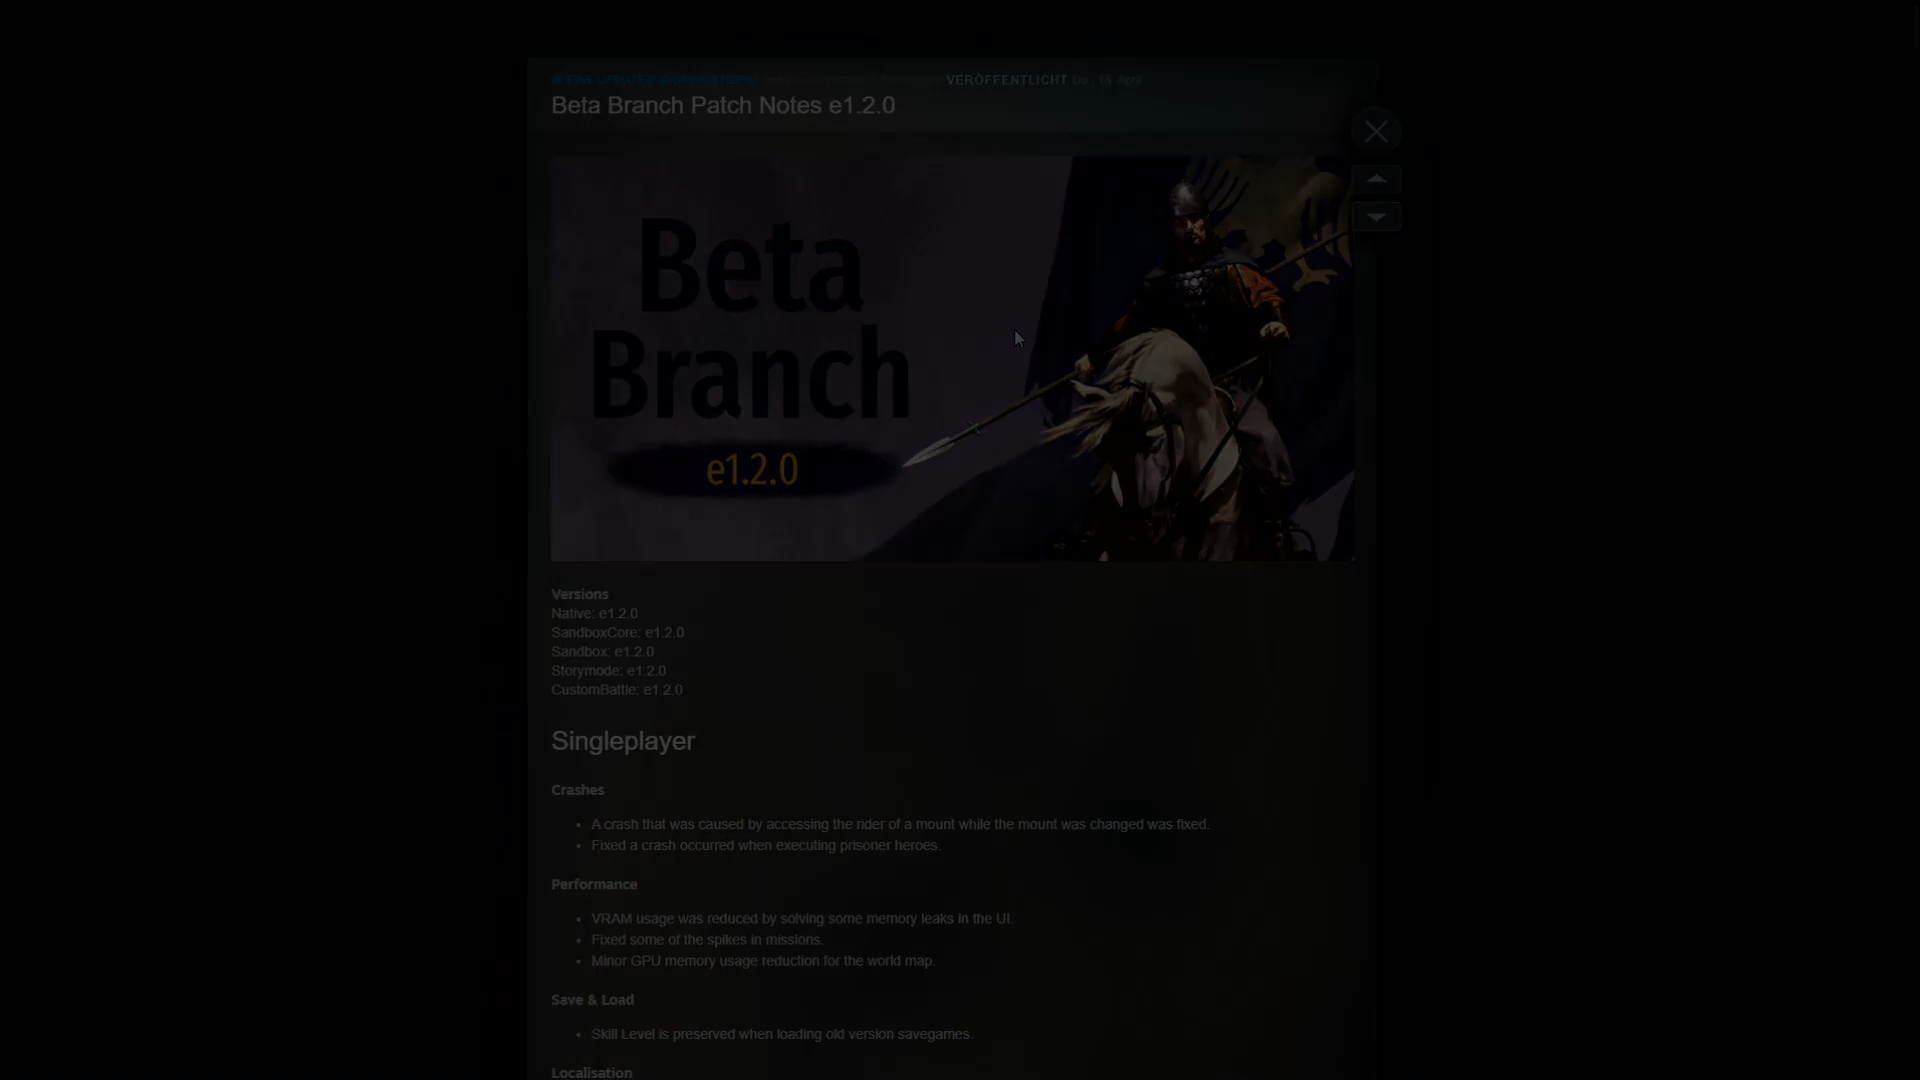 VERÖFFENTLICHT Do., 16. April
Beta Branch Patch Notes e1.2.0
Beta
Branch
e1.2.0
Versions
Native: e1.2.0
SandboxCore: e1.2.0
Sandbox: e1.2.0
Storymode: e1.2.0
CustomBattle: e1.2.0
Singleplayer
Crashes
• A crash that was caused by accessing the rider of a mount while the mount was changed was fixed.
• Fixed a crash occurred when executing prisoner heroes.
Performance
• VRAM usage was reduced by solving some memory leaks in the UI.
• Fixed some of the spikes in missions.
• Minor GPU memory usage reduction for the world map.
Save & Load
• Skill Level is preserved when loading old version savegames.
Localisation